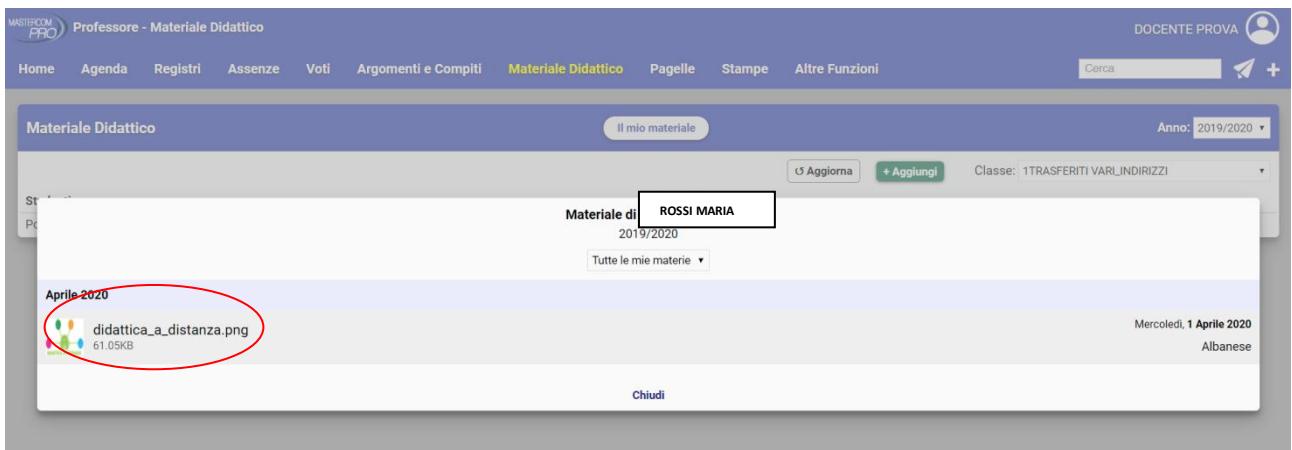 MASTERCOM PRO Professore - Materiale Didattico DOCENTE PROVA
Home Agenda Registri Assenze Voti Argomenti e Compiti Materiale Didattico Pagelle Stampe Altre Funzioni Cerca +
Materiale Didattico Il mio materiale Anno: 2019/2020
Aggiorna + Aggiungi Classe: 1TRASFERITI VARI_INDIRIZZI
Materiale di ROSSI MARIA
2019/2020
Tutte le mie materie
Aprile 2020
didattica_a_distanza.png Mercoledì, 1 Aprile 2020
61.05KB Albanese
Chiudi